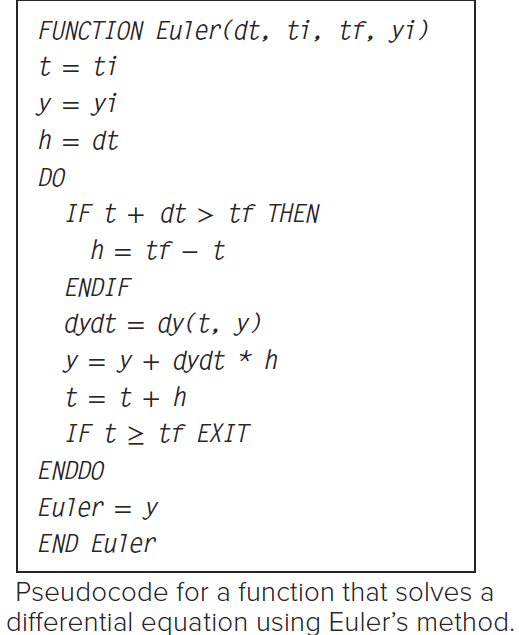 FUNCTION Euler(dt, ti, tf, yi)
t = ti
y = yi
h = dt
DO
IF t + dt > tf THEN
h = tf − t
ENDIF
dydt = dy(t, y)
y = y + dydt * h
t = t + h
IF t ≥ tf EXIT
ENDDO
Euler = y
END Euler
Pseudocode for a function that solves a
differential equation using Euler’s method.